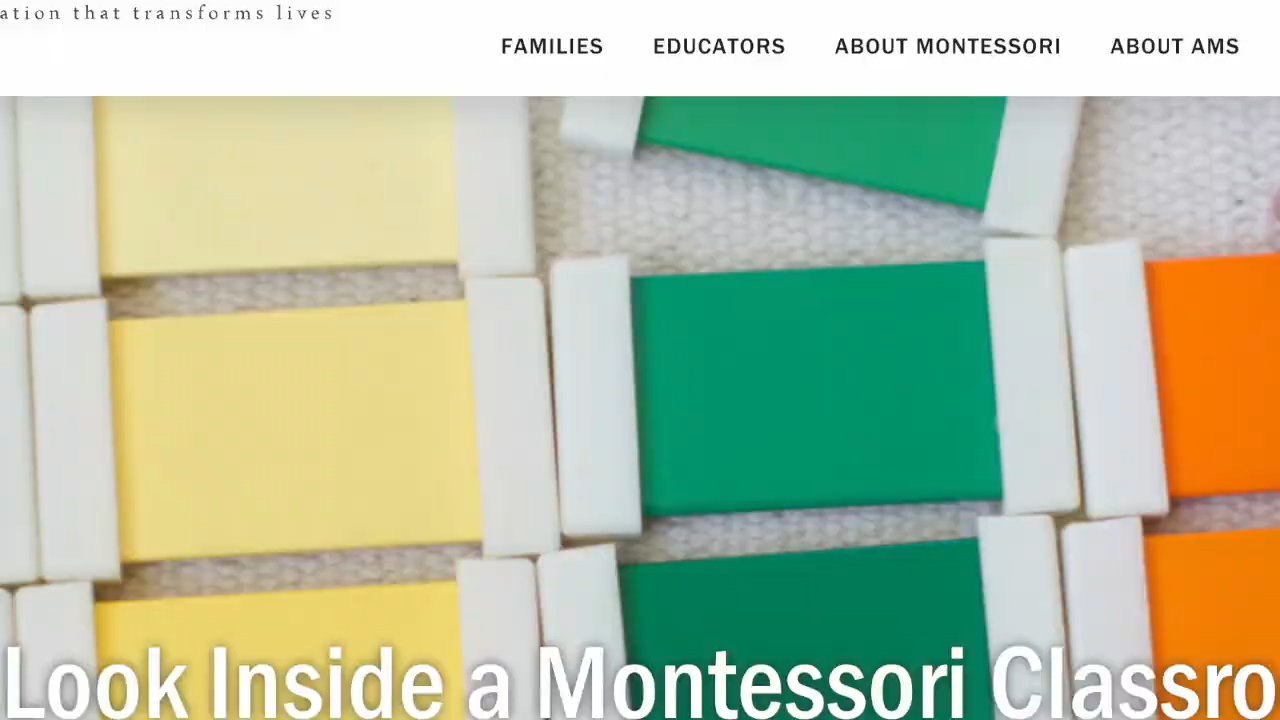 ation that transforms lives
FAMILIES EDUCATORS ABOUT MONTESSORI ABOUT AMS
Look Inside a Montessori Classro